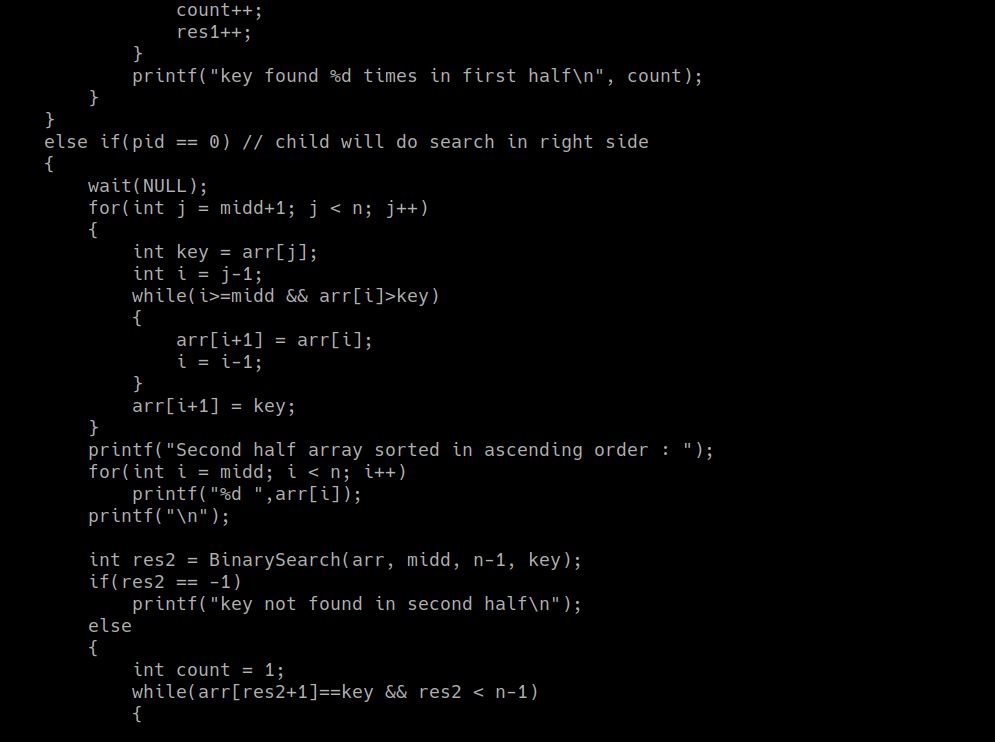 count++;
            res1++;
        }
        printf("key found %d times in first half\n", count);
    }
}
else if(pid == 0) // child will do search in right side
{
    wait(NULL);
    for(int j = midd+1; j < n; j++)
    {
        int key = arr[j];
        int i = j-1;
        while(i>=midd && arr[i]>key)
        {
            arr[i+1] = arr[i];
            i = i-1;
        }
        arr[i+1] = key;
    }
    printf("Second half array sorted in ascending order : ");
    for(int i = midd; i < n; i++)
        printf("%d ",arr[i]);
    printf("\n");

    int res2 = BinarySearch(arr, midd, n-1, key);
    if(res2 == -1)
        printf("key not found in second half\n");
    else
    {
        int count = 1;
        while(arr[res2+1]==key && res2 < n-1)
        {